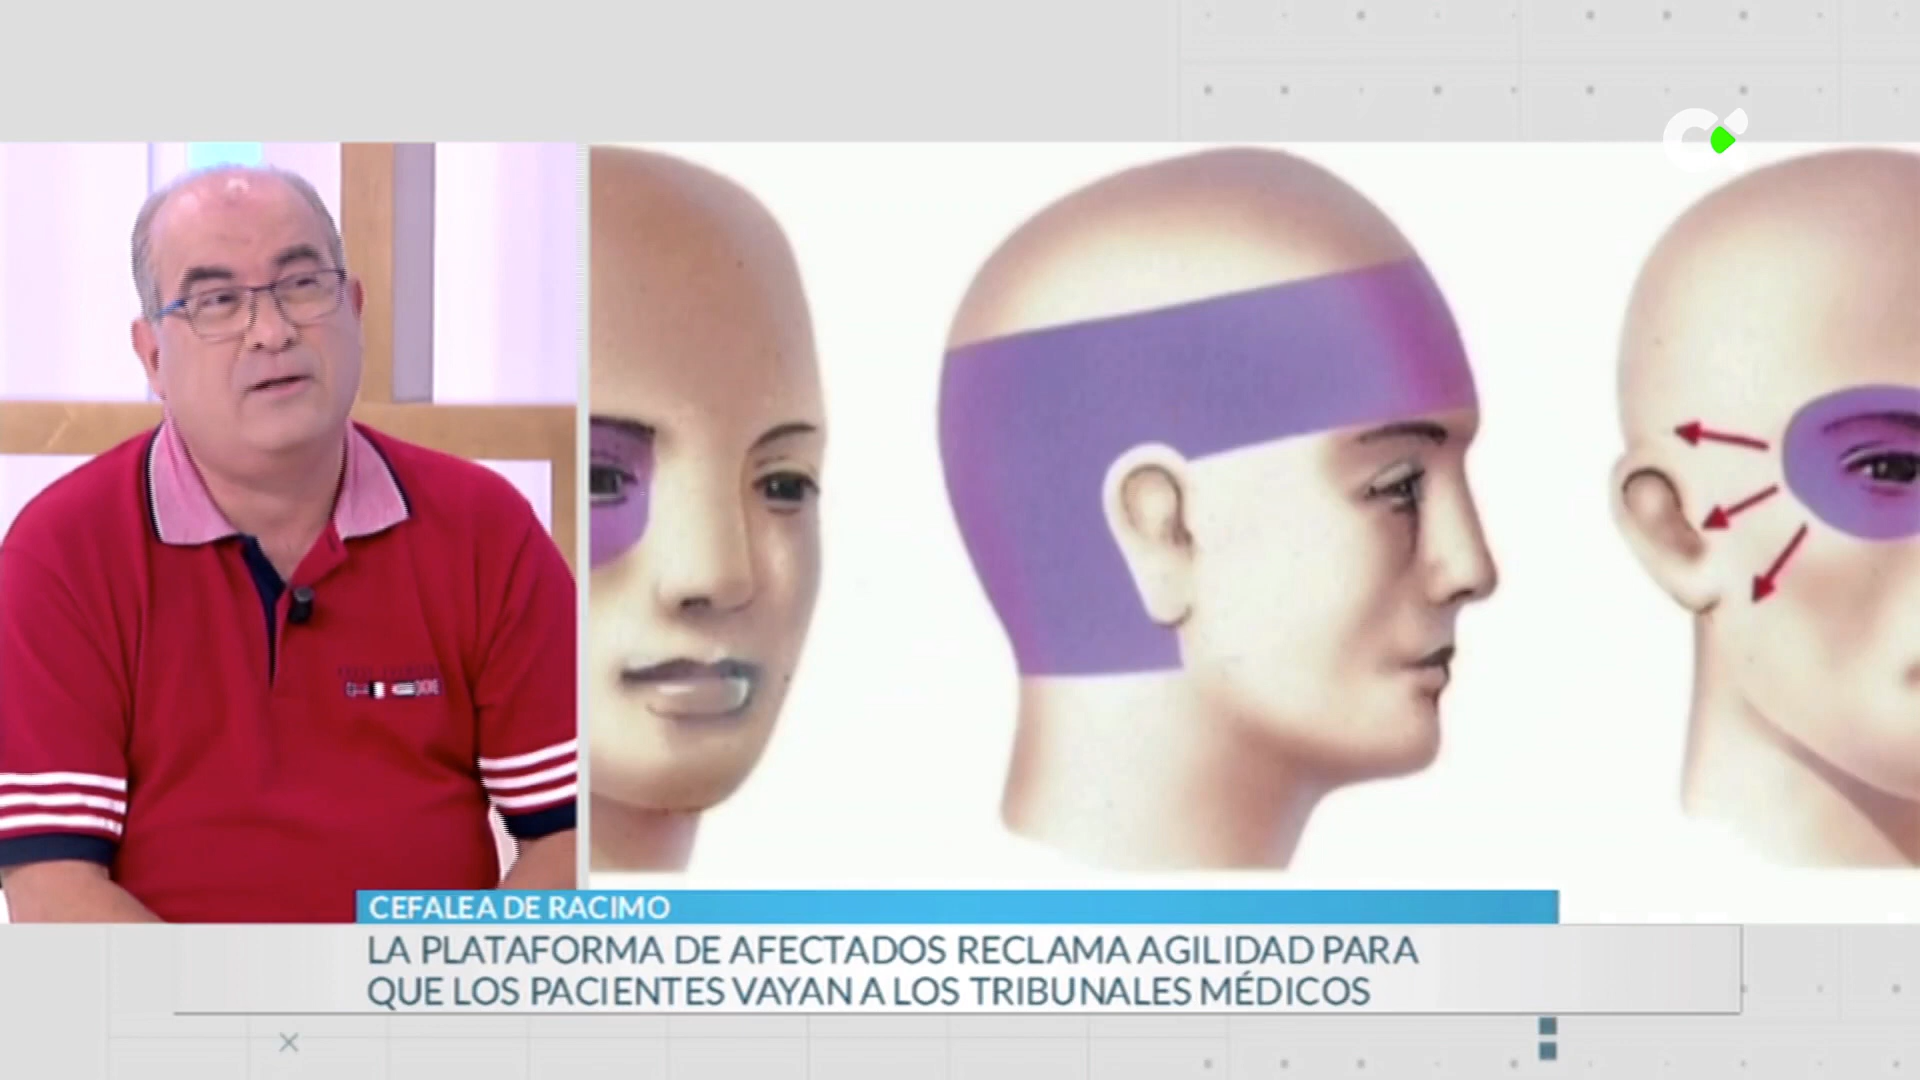 CEFALEA DE RACIMO
LA PLATAFORMA DE AFECTADOS RECLAMA AGILIDAD PARA
QUE LOS PACIENTES VAYAN A LOS TRIBUNALES MÉDICOS